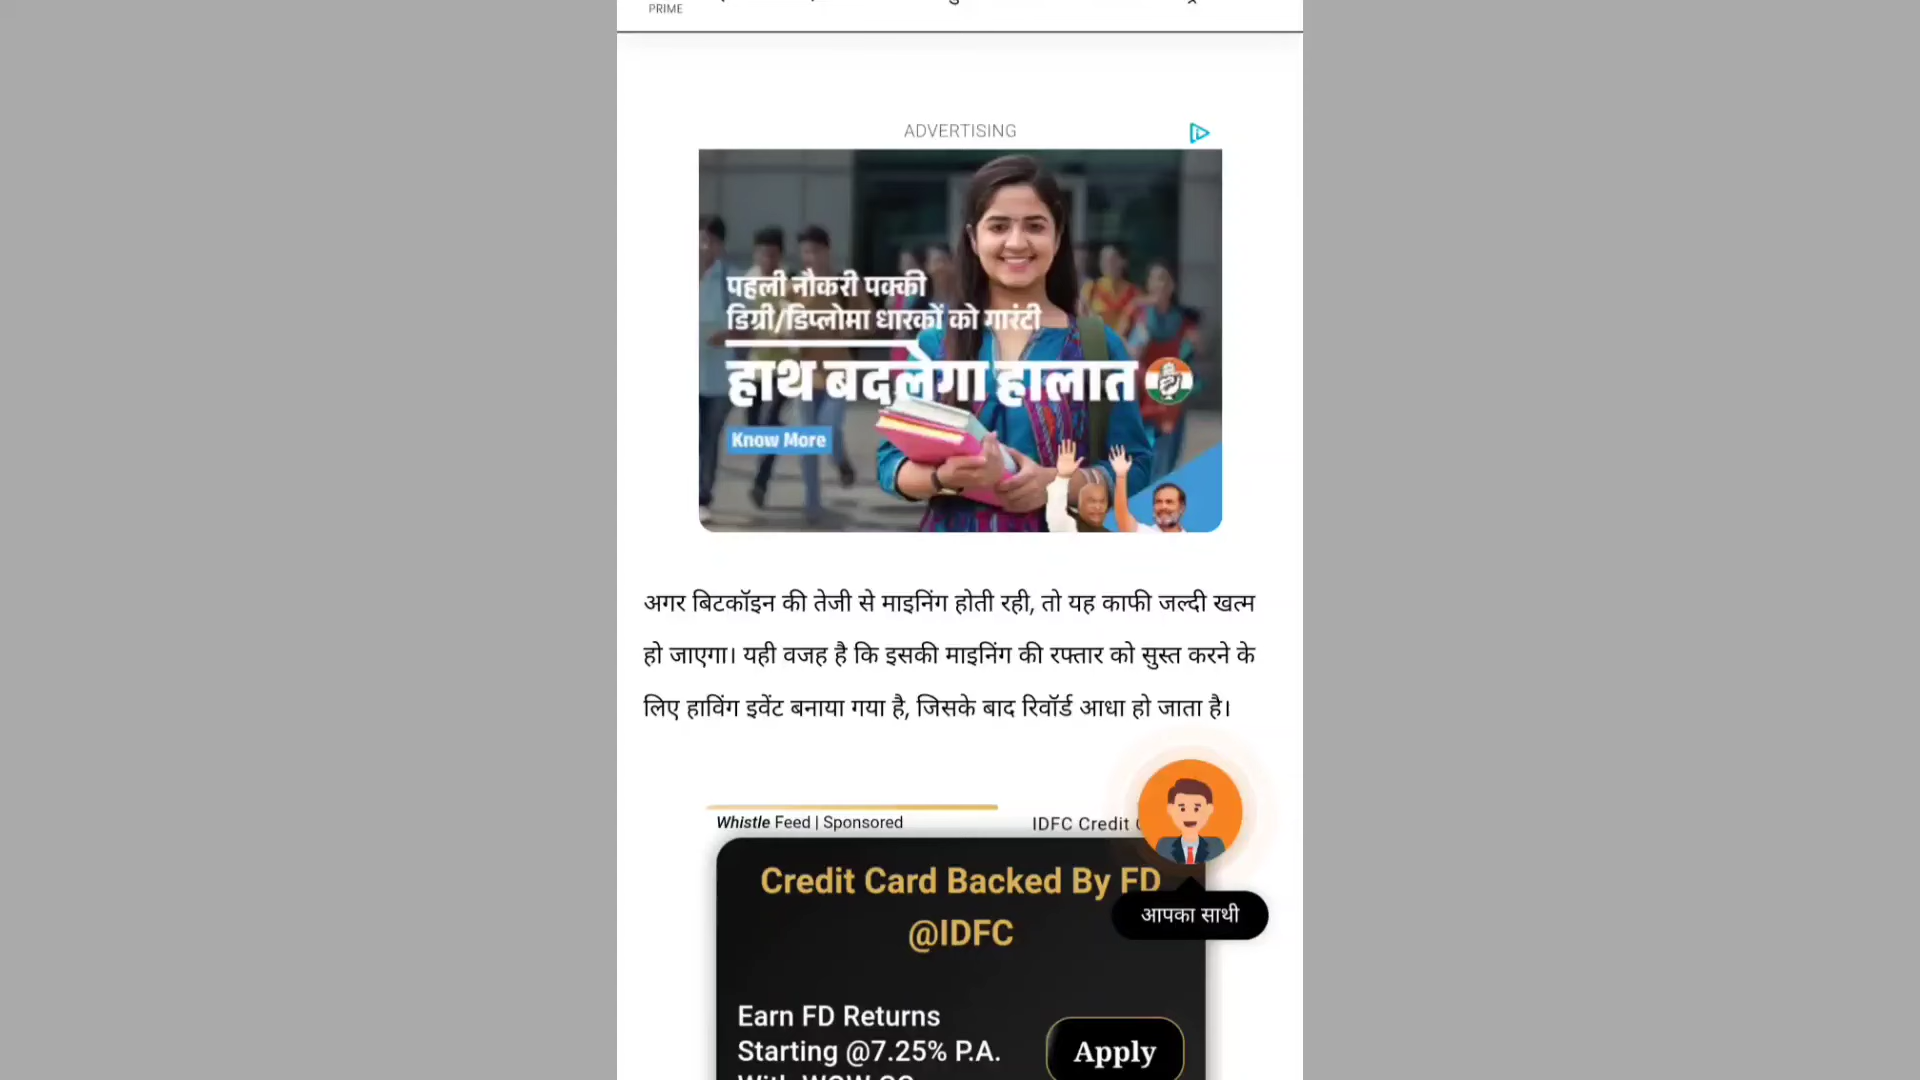 PRIME
ADVERTISING
पहली नौकरी पक्की
डिग्री/डिप्लोमा धारकों को गारंटी
हाथ बदलेगा हालात
Know More
अगर बिटकॉइन की तेजी से माइनिंग होती रही, तो यह काफी जल्दी खत्म
हो जाएगा। यही वजह है कि इसकी माइनिंग की रफ्तार को सुस्त करने के
लिए हाविंग इवेंट बनाया गया है, जिसके बाद रिवॉर्ड आधा हो जाता है।
Whistle Feed | Sponsored
IDFC Credit
Credit Card Backed By FD
@IDFC
आपका साथी
Earn FD Returns
Starting @7.25% P.A.
Apply